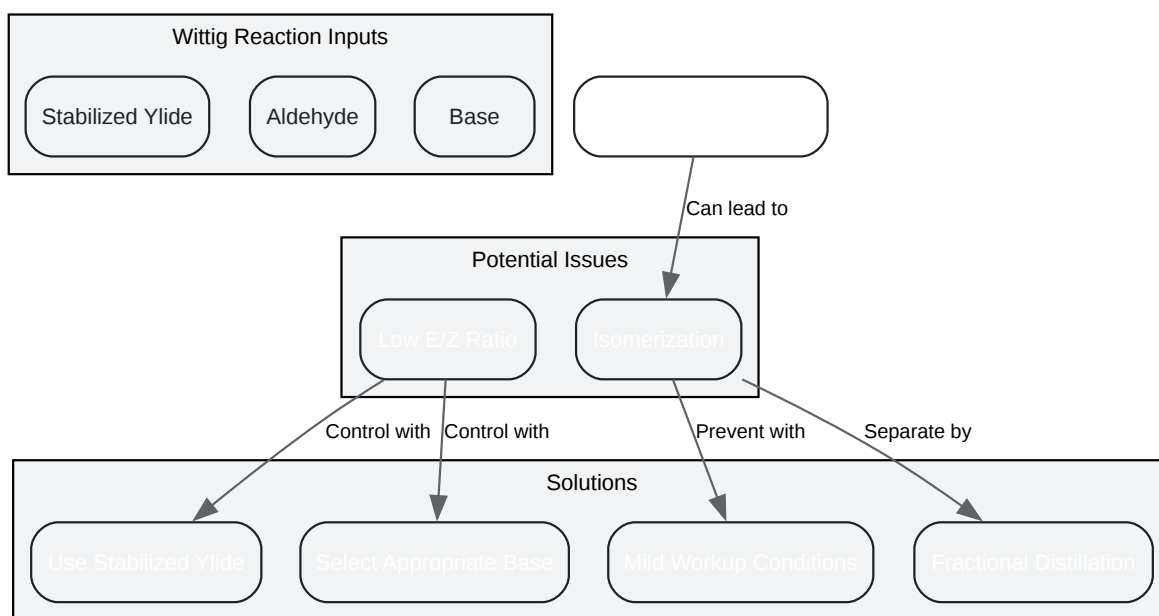 Wittig Reaction Inputs
Stabilized Ylide
Aldehyde
Base
Can lead to
Potential Issues
Low E/Z Ratio
Isomerization
Control with
Control with
Prevent with
Separate by
Solutions
Use Stabilized Ylide
Select Appropriate Base
Mild Workup Conditions
Fractional Distillation